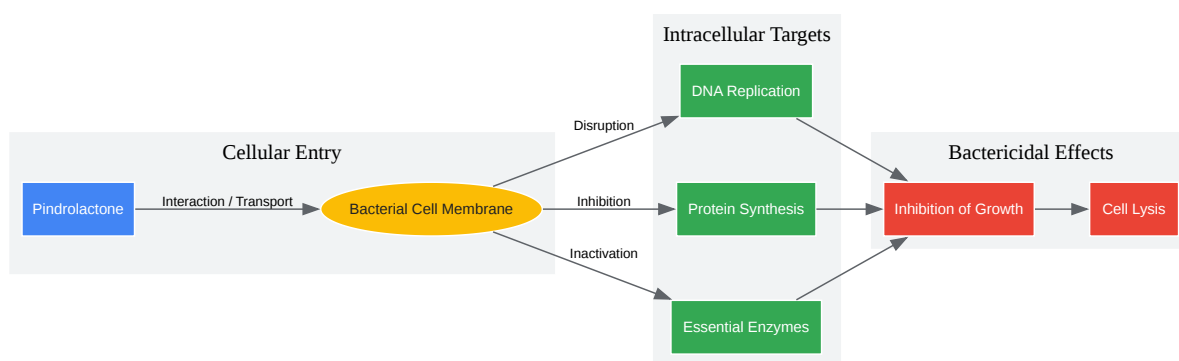 Cellular Entry
Pindrolactone
Interaction / Transport
Bacterial Cell Membrane
Disruption
Inhibition
Inactivation
Intracellular Targets
DNA Replication
Protein Synthesis
Essential Enzymes
Bactericidal Effects
Inhibition of Growth
Cell Lysis